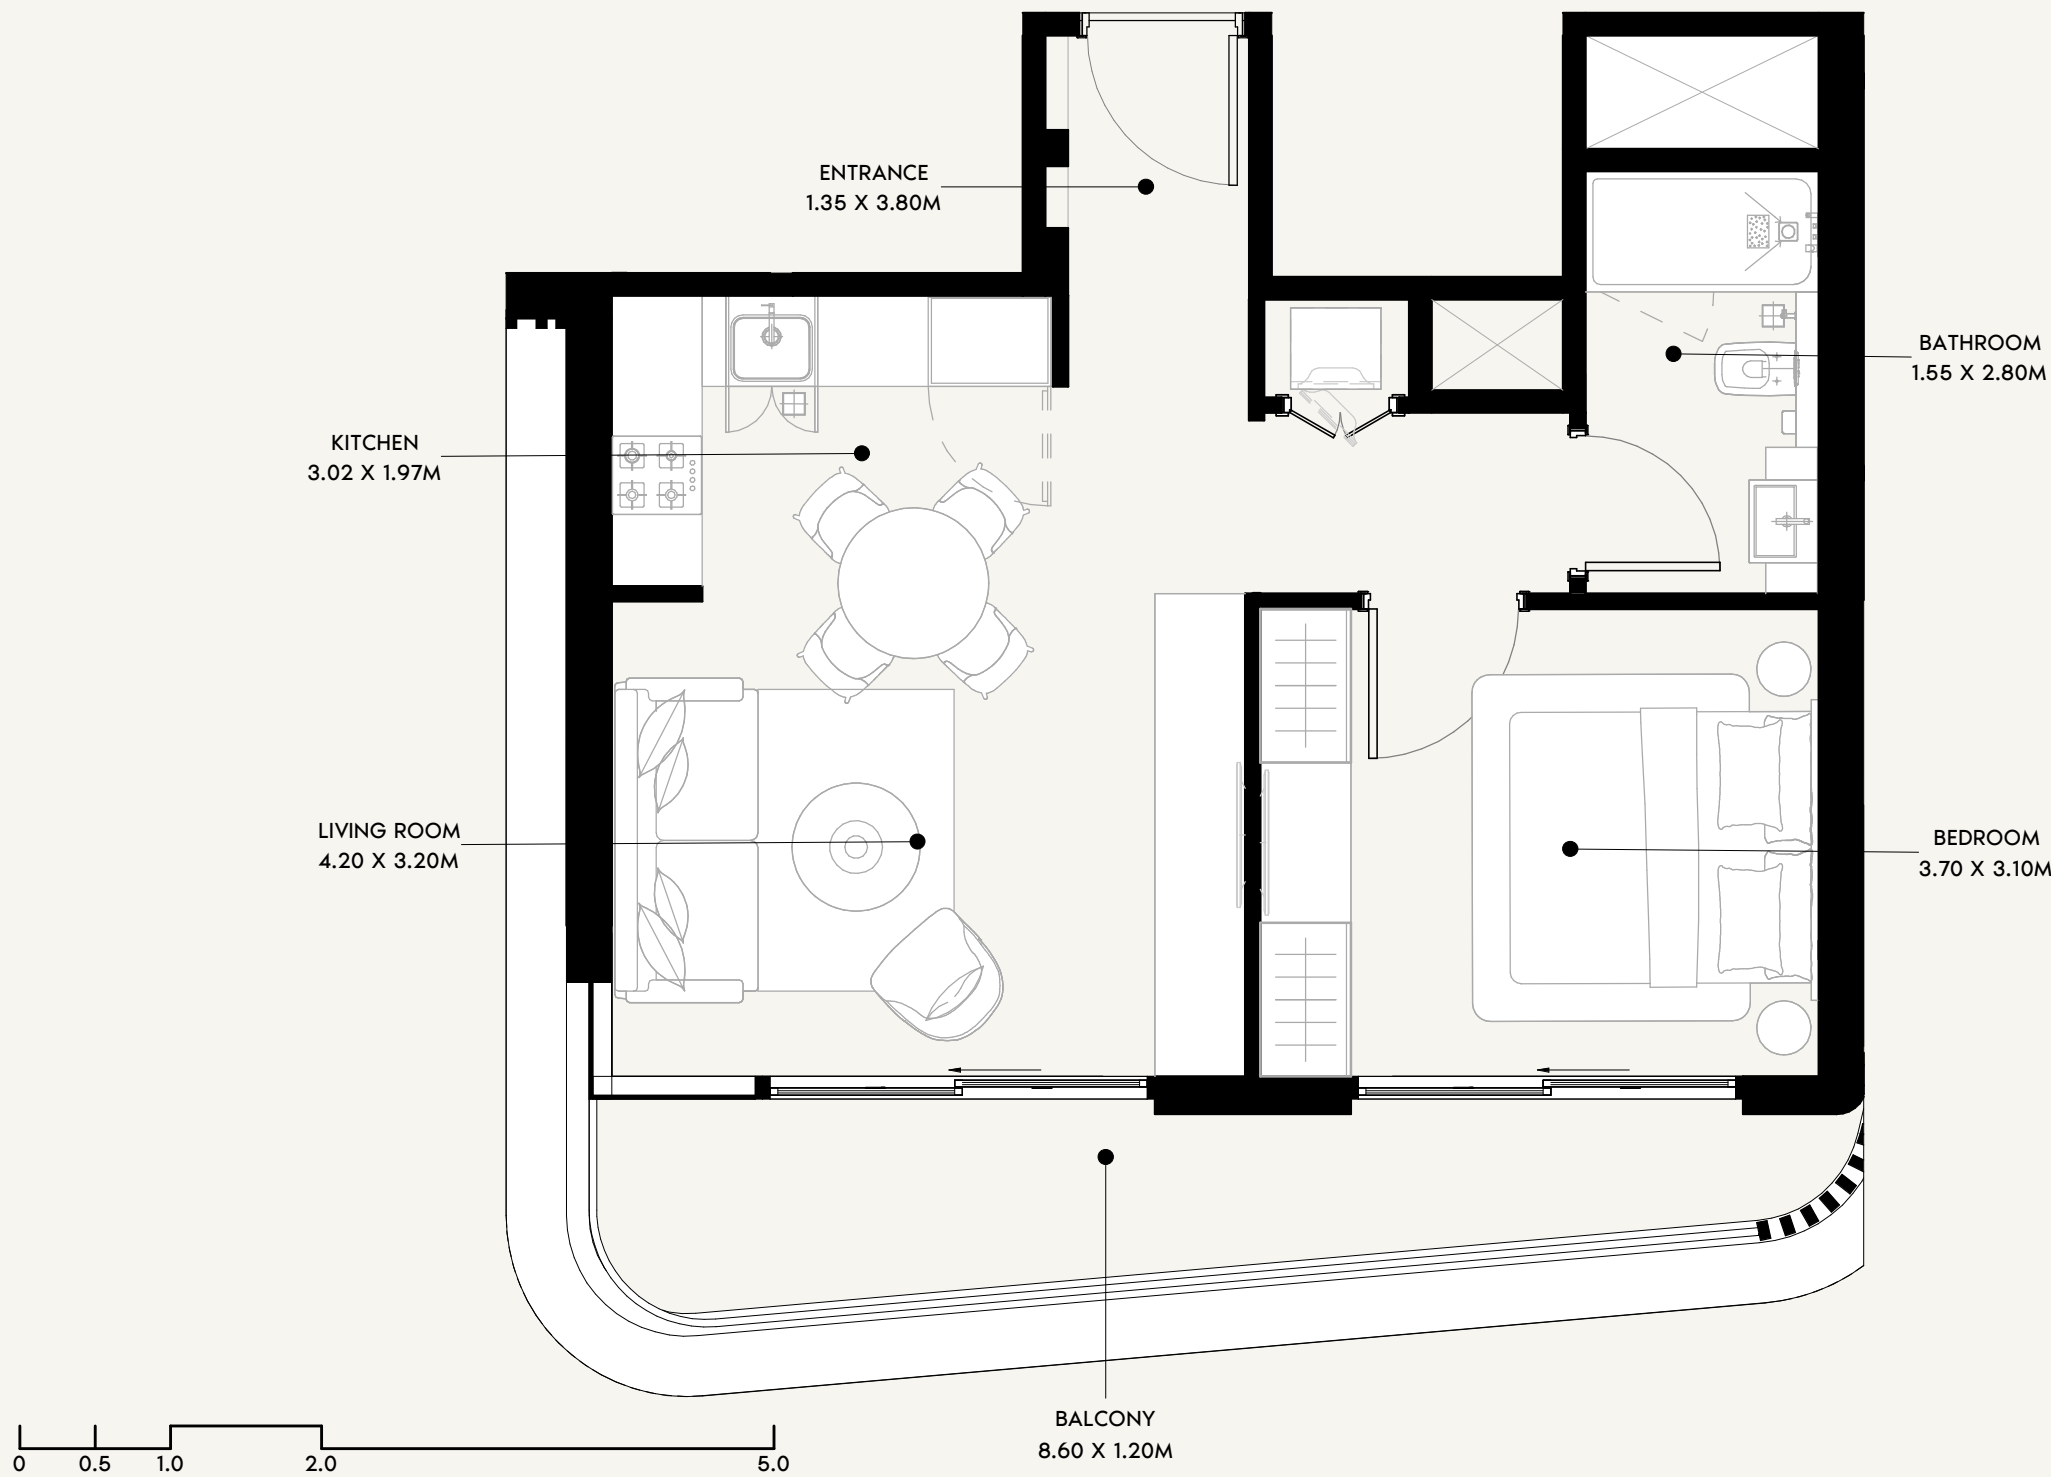 ENTRANCE
1.35 X 3.80M
BATHROOM
1.55 X 2.80M
KITCHEN
3.02 X 1.97M
LIVING ROOM
4.20 X 3.20M
BEDROOM
3.70 X 3.10M
BALCONY
8.60 X 1.20M
0 0.5 1.0 2.0 5.0